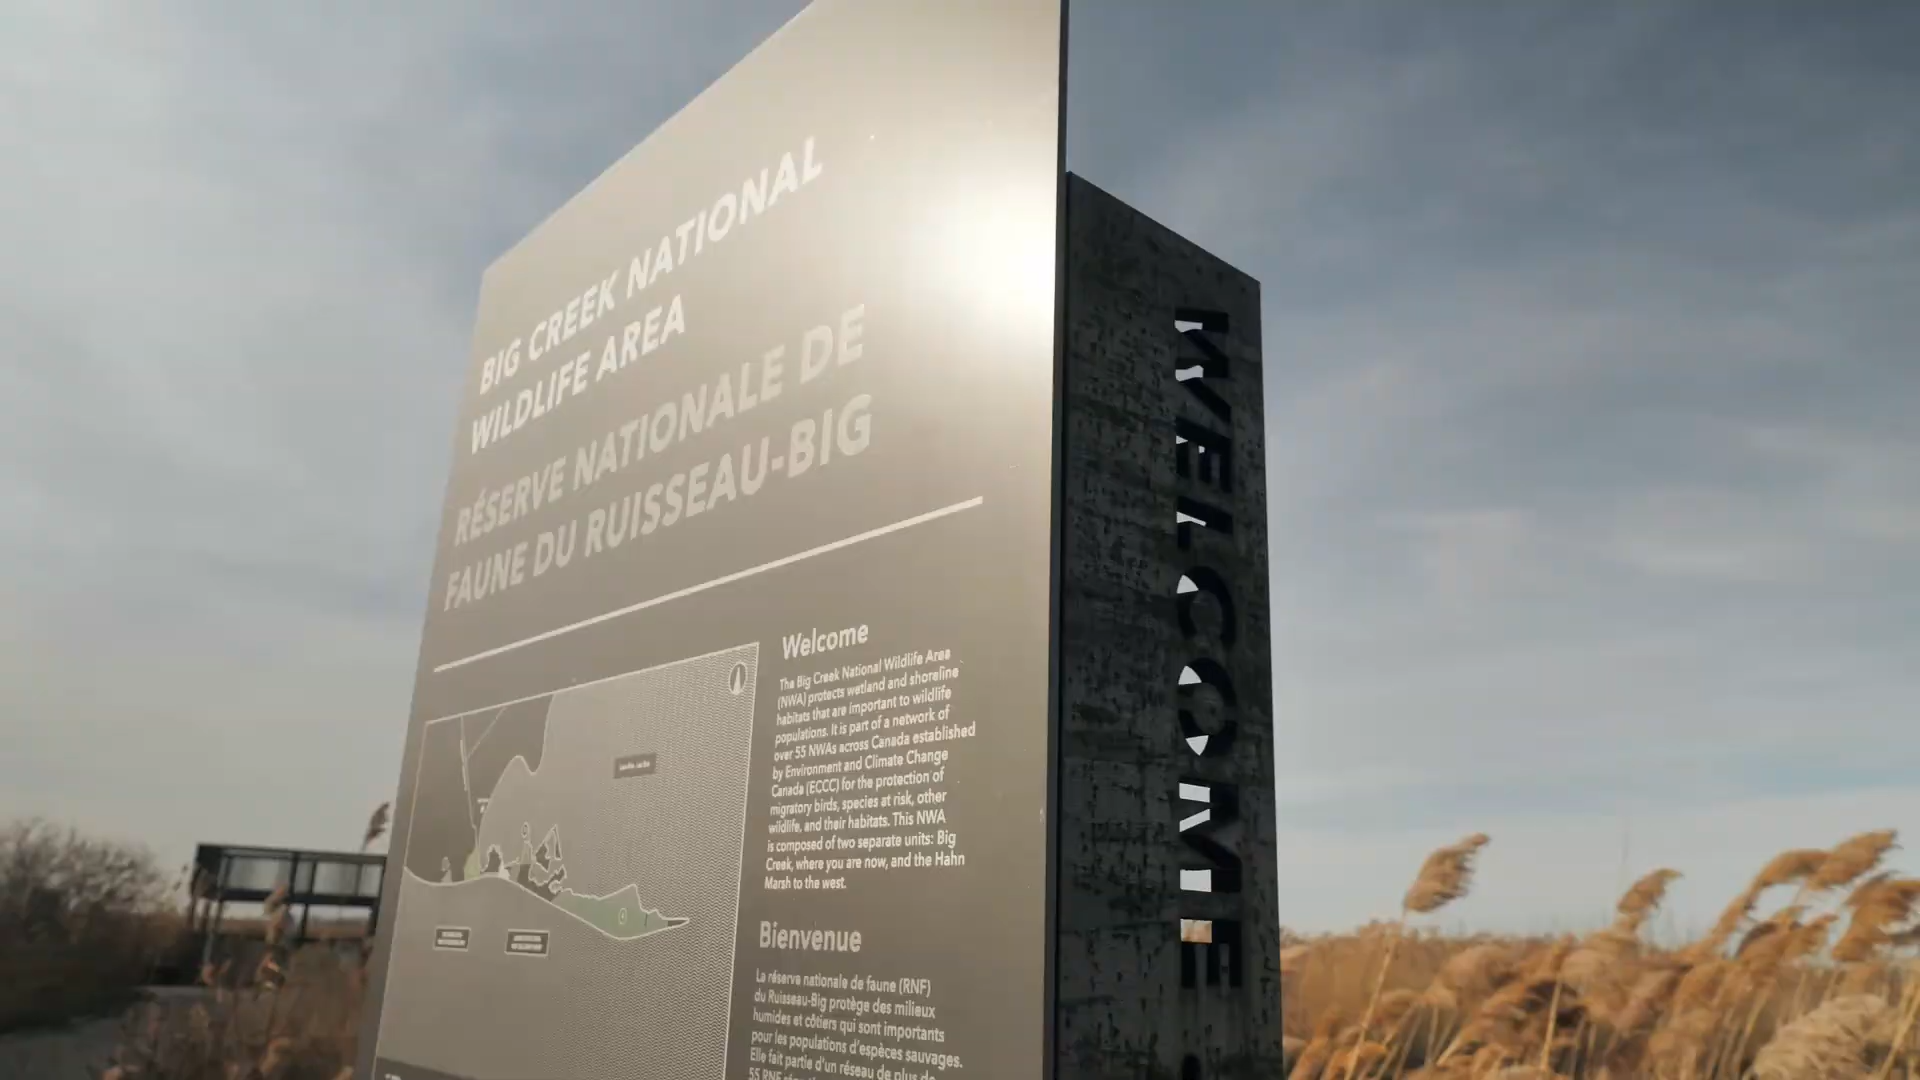 BIG CREEK NATIONAL
WILDLIFE AREA
RÉSERVE NATIONALE DE
FAUNE DU RUISSEAU-BIG
Welcome
The Big Creek National Wildlife Area
(NWA) protects wetland and shoreline
habitats that are important to wildlife
populations. It is part of a network of
over 55 NWAs across Canada established
by Environment and Climate Change
Canada (ECCC) for the protection of
migratory birds, species at risk, other
wildlife, and their habitats. This NWA
is composed of two separate units: Big
Creek, where you are now, and the Hahn
Marsh to the west.
Bienvenue
La réserve nationale de faune (RNF)
du Ruisseau-Big protège des milieux
humides et côtiers qui sont importants
pour les populations d'espèces sauvages.
Elle fait partie d'un réseau de plus de
55 RNF
WELCOME